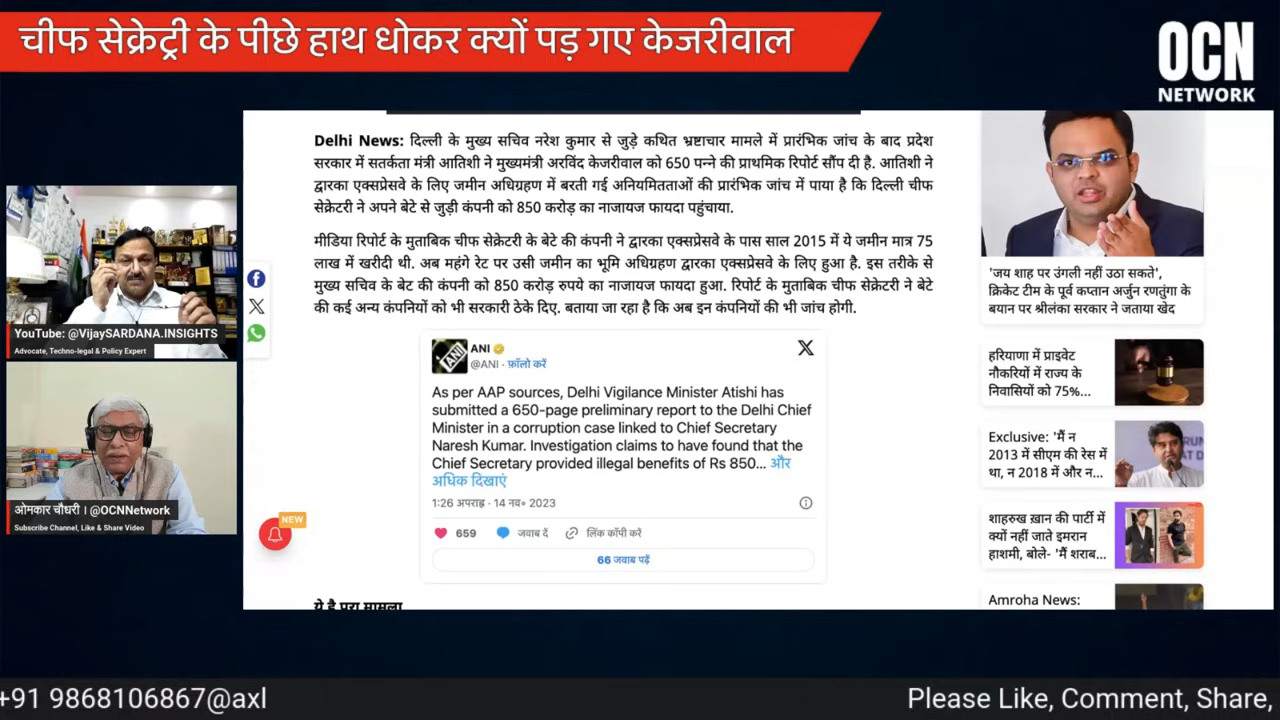 चीफ सेक्रेट्री के पीछे हाथ धोकर क्यों पड़ गए केजरीवाल
OCN
NETWORK
Delhi News: दिल्ली के मुख्य सचिव नरेश कुमार से जुड़े कथित भ्रष्टाचार मामले में प्रारंभिक जांच के बाद प्रदेश
सरकार में सतर्कता मंत्री आतिशी ने मुख्यमंत्री अरविंद केजरीवाल को 650 पन्ने की प्राथमिक रिपोर्ट सौंप दी है. आतिशी ने
द्वारका एक्सप्रेसवे के लिए जमीन अधिग्रहण में बरती गई अनियमितताओं की प्रारंभिक जांच में पाया है कि दिल्ली चीफ
सेक्रेटरी ने अपने बेटे से जुड़ी कंपनी को 850 करोड़ का नाजायज फायदा पहुंचाया.
मीडिया रिपोर्ट के मुताबिक चीफ सेक्रेटरी के बेटे की कंपनी ने द्वारका एक्सप्रेसवे के पास साल 2015 में ये जमीन मात्र 75
लाख में खरीदी थी. अब महंगे रेट पर उसी जमीन का भूमि अधिग्रहण द्वारका एक्सप्रेसवे के लिए हुआ है. इस तरीके से
मुख्य सचिव के बेट की कंपनी को 850 करोड़ रुपये का नाजायज फायदा हुआ. रिपोर्ट के मुताबिक चीफ सेक्रेटरी ने बेटे
की कई अन्य कंपनियों को भी सरकारी ठेके दिए. बताया जा रहा है कि अब इन कंपनियों की भी जांच होगी.
ANI
@ANI · फ़ॉलो करें
As per AAP sources, Delhi Vigilance Minister Atishi has
submitted a 650-page preliminary report to the Delhi Chief
Minister in a corruption case linked to Chief Secretary
Naresh Kumar. Investigation claims to have found that the
Chief Secretary provided illegal benefits of Rs 850... और
अधिक दिखाएं
1:26 अपराह्न · 14 नव॰ 2023
659 जवाब दें लिंक कॉपी करें
66 जवाब पढ़ें
ये है पूरा मामला
'जय शाह पर उंगली नहीं उठा सकते',
क्रिकेट टीम के पूर्व कप्तान अर्जुन रणतुंगा के
बयान पर श्रीलंका सरकार ने जताया खेद
हरियाणा में प्राइवेट
नौकरियों में राज्य के
निवासियों को 75%...
Exclusive: 'मैं न
2013 में सीएम की रेस में
था, न 2018 में और न...
शाहरुख ख़ान की पार्टी में
क्यों नहीं जाते इमरान
हाशमी, बोले- 'मैं शराब...
Amroha News:
YouTube: @VijaySARDANA.INSIGHTS
Advocate, Techno-legal & Policy Expert
ओमकार चौधरी । @OCNNetwork
Subscribe Channel, Like & Share Video
NEW
+91 9868106867@axl
Please Like, Comment, Share,